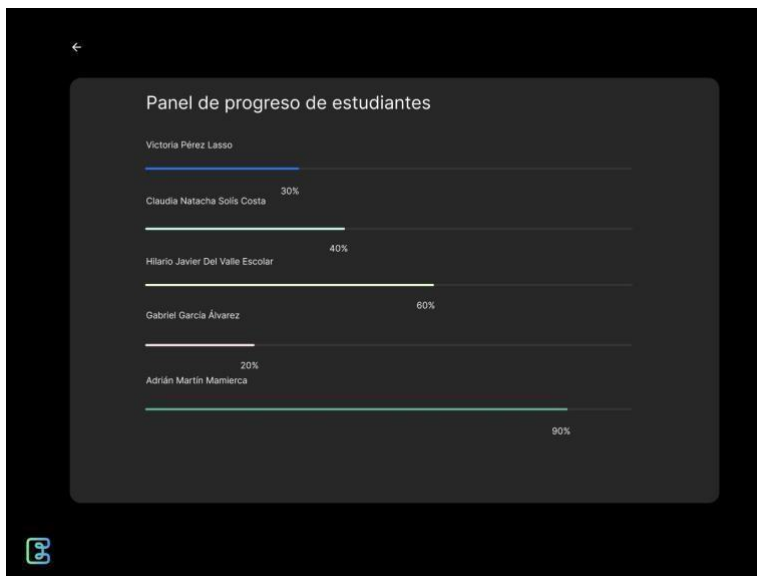 Panel de progreso de estudiantes
Victoria Pérez Lasso
30%
Claudia Natacha Solís Costa
40%
Hilario Javier Del Valle Escolar
60%
Gabriel García Álvarez
20%
Adrián Martín Mamierca
90%